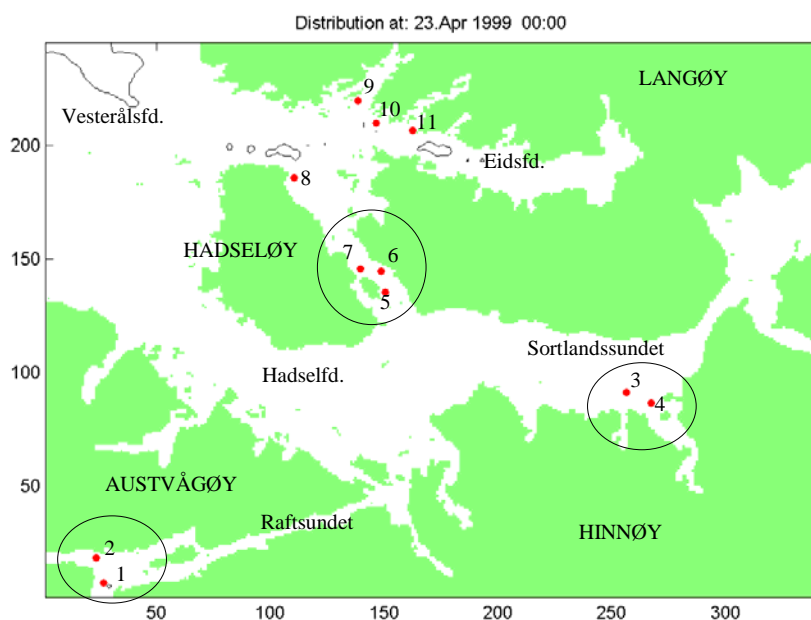 Distribution at: 23.Apr 1999 00:00
LANGØY
Vesterålsfd.
9
10
11
200
Eidsfd.
8
HADSELØY
7
6
150
5
Sortlandssundet
100
Hadselfd.
3
4
50
AUSTVÅGØY
Raftsundet
HINNØY
2
1
50
100
150
200
250
300